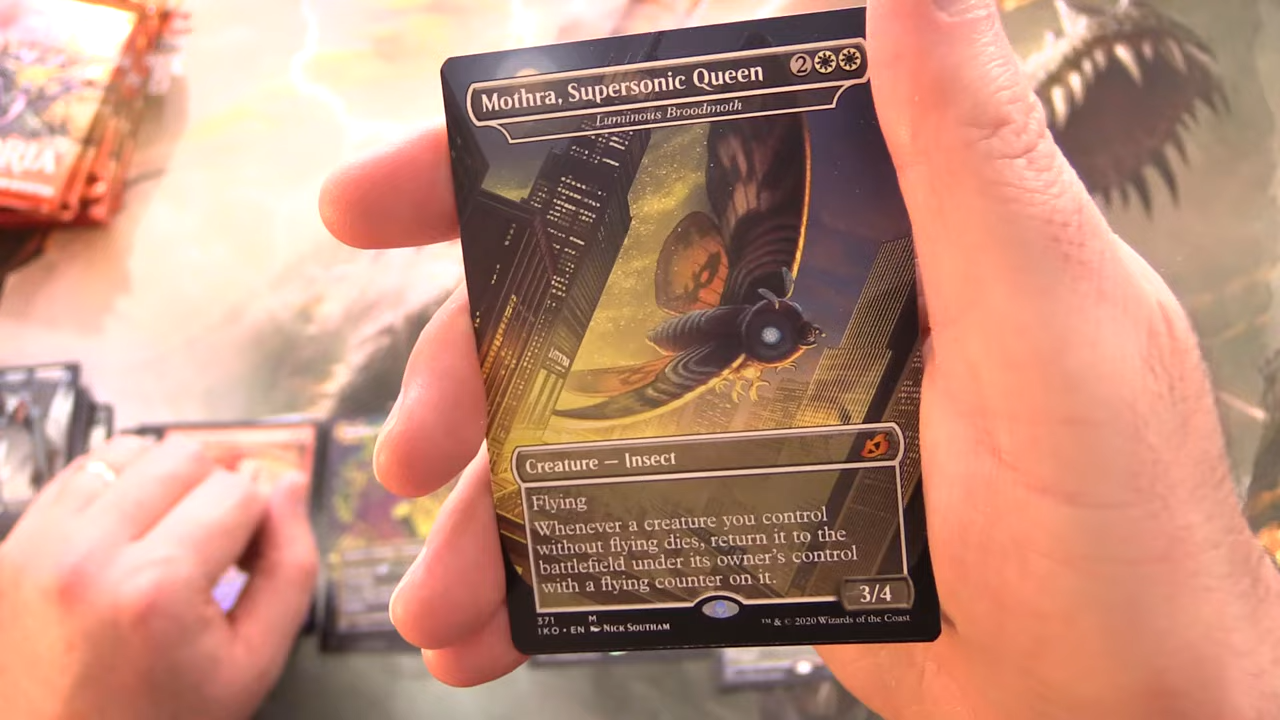 Mothra, Supersonic Queen 2
Luminous Broodmoth
Creature — Insect
Flying
Whenever a creature you control
without flying dies, return it to the
battlefield under its owner's control
with a flying counter on it.
3/4
371 M
IKO • EN NICK SOUTHAM
™ & © 2020 Wizards of the Coast
RIA